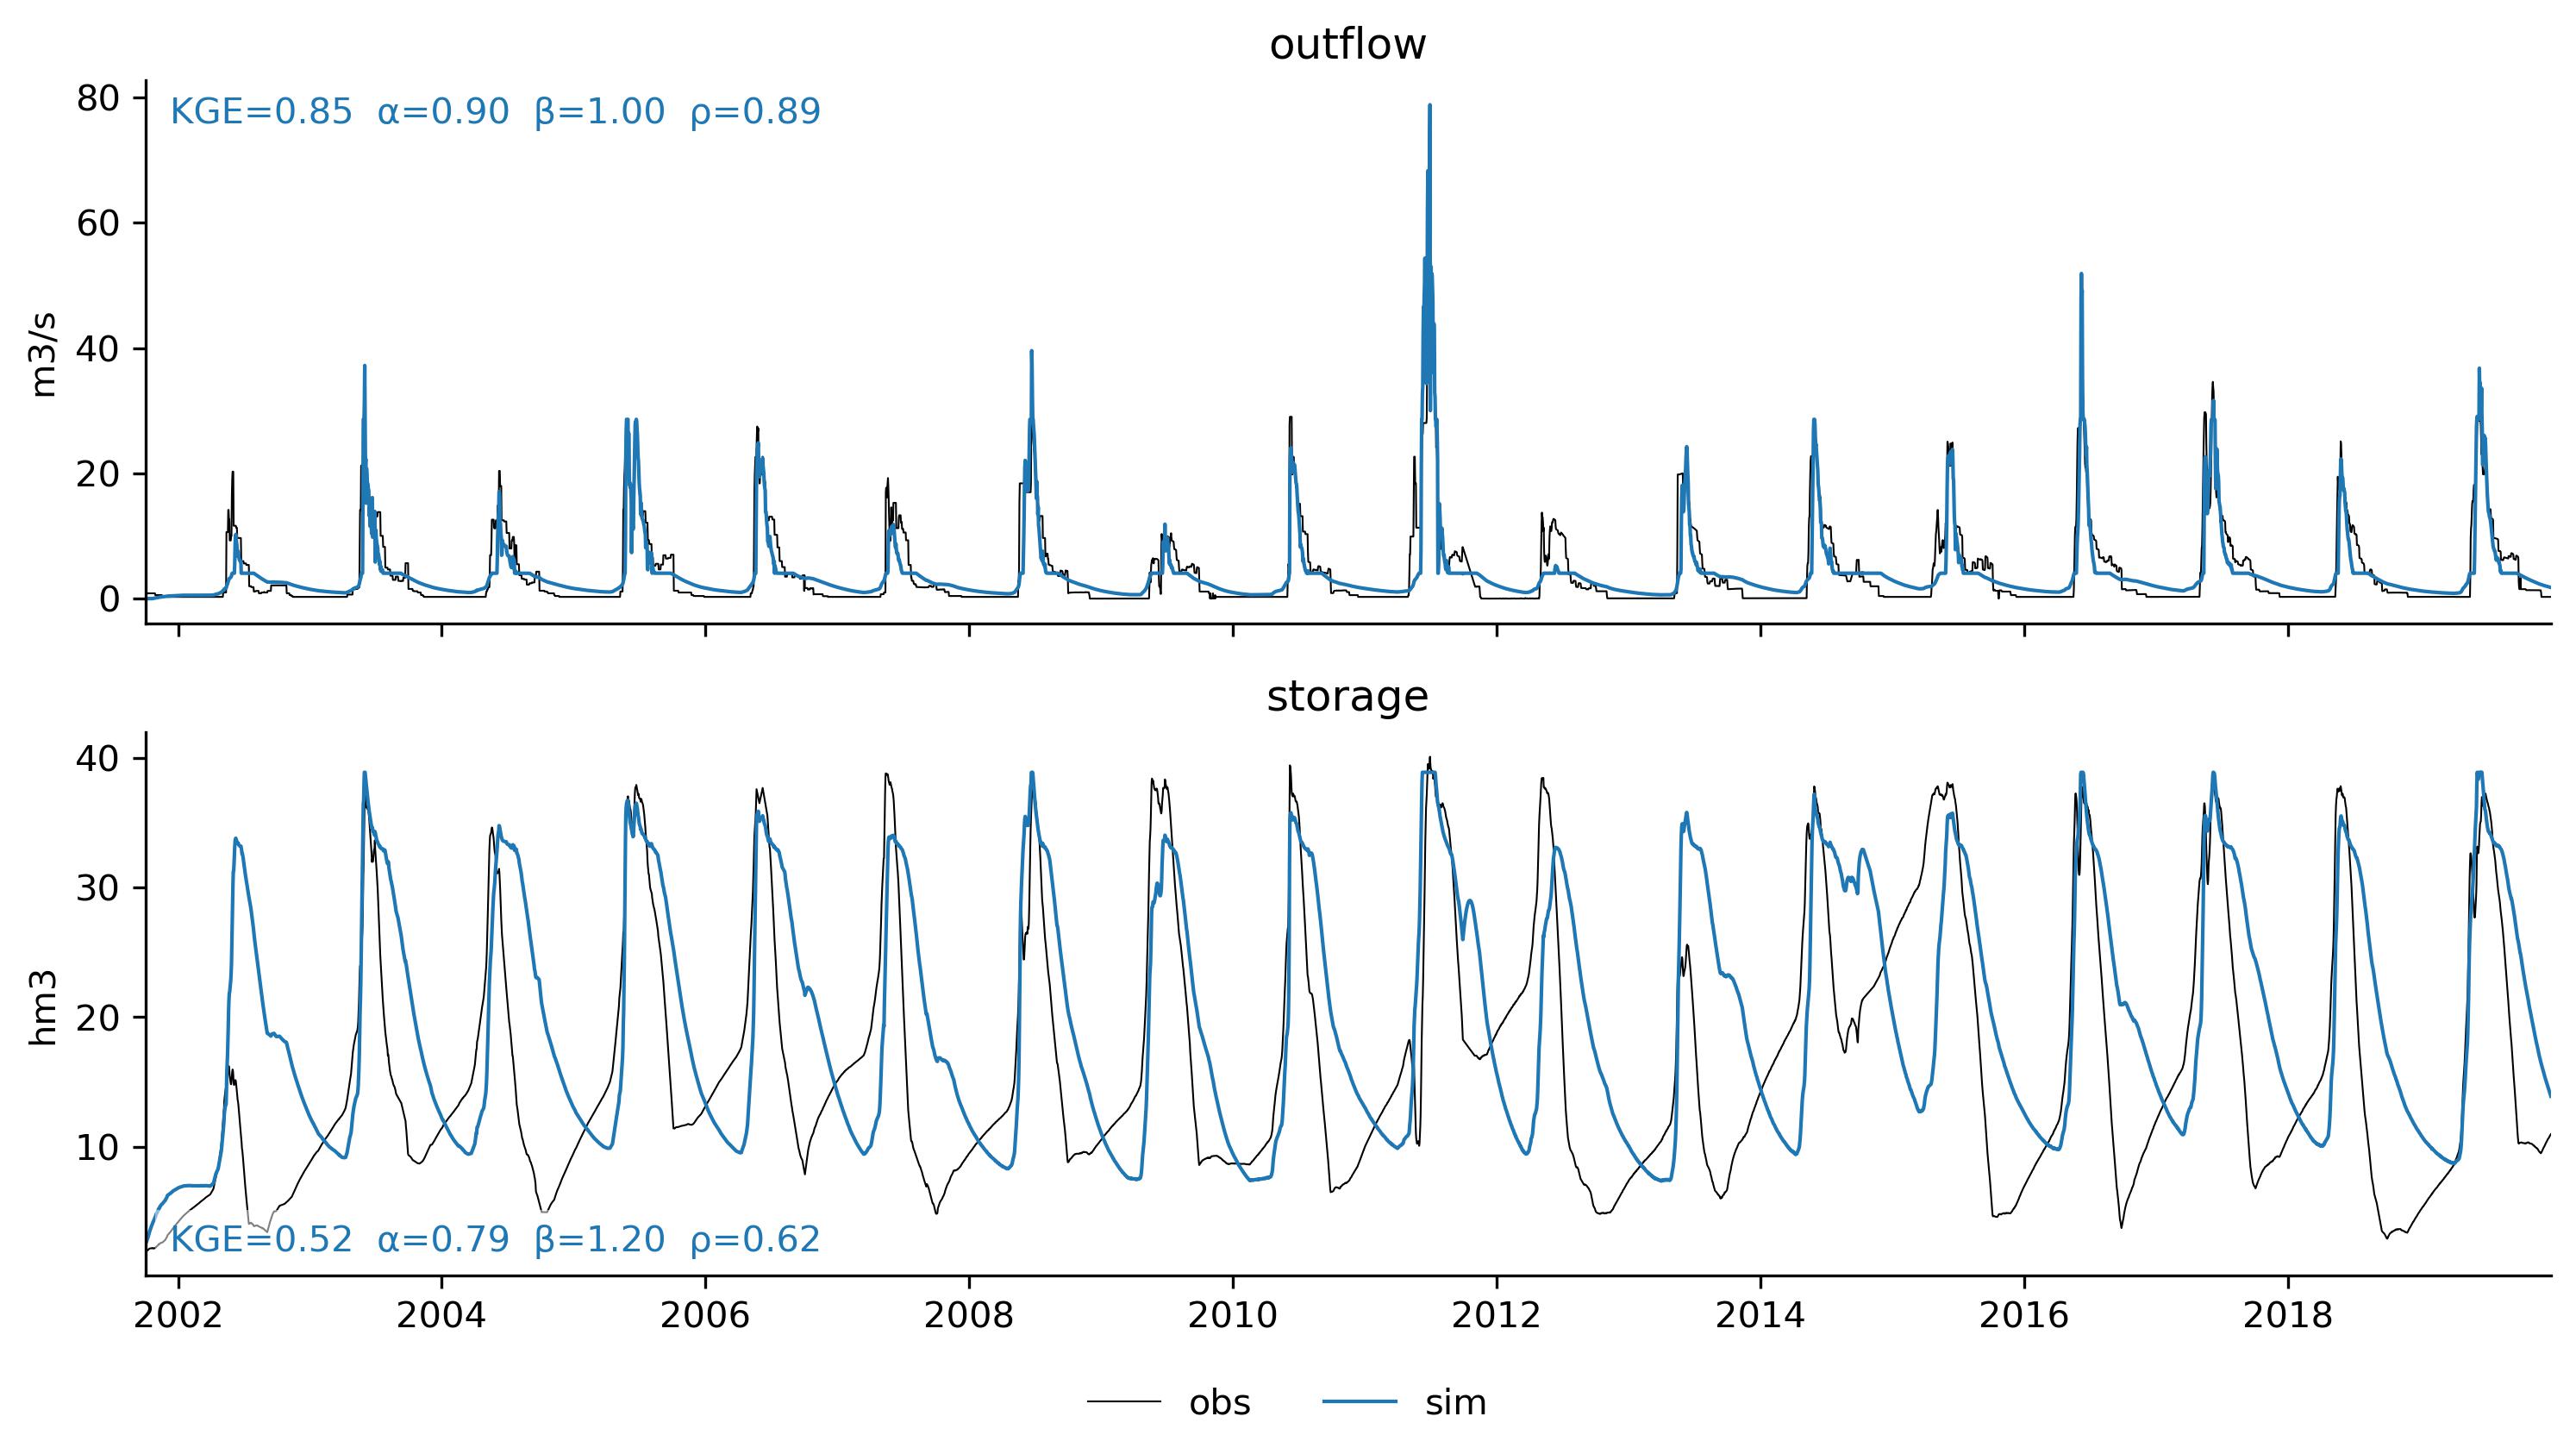 outflow
80
60
40
20
0
m3/s
KGE=0.85 α=0.90 β=1.00 ρ=0.89
storage
40
30
20
10
hm3
KGE=0.52 α=0.79 β=1.20 ρ=0.62
2002 2004 2006 2008 2010 2012 2014 2016 2018
obs sim